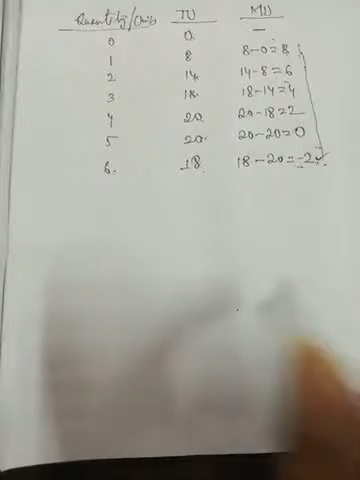 Quantity/Units TU MU
0 0 —
1 8 8-0=8
2 14 14-8=6
3 18 18-14=4
4 20 20-18=2
5 20 20-20=0
6. 18 18-20=-2